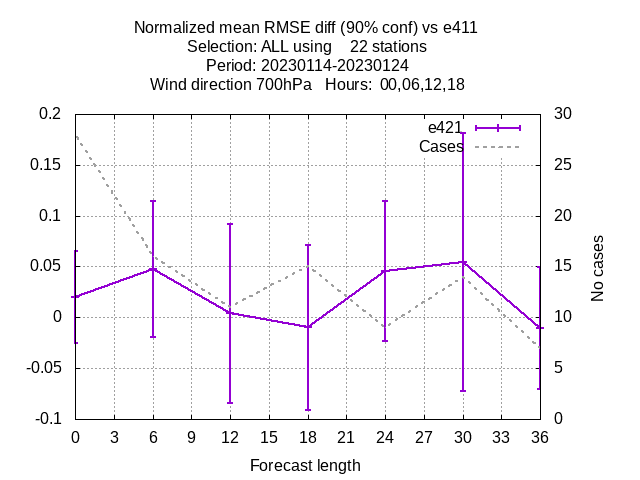 Normalized mean RMSE diff (90% conf) vs e411
Selection: ALL using    22 stations
Period: 20230114-20230124
Wind direction 700hPa   Hours:  00,06,12,18
0.2
0.15
0.1
0.05
0
-0.05
-0.1
30
25
20
15
10
5
0
e421
Cases
No cases
0 3 6 9 12 15 18 21 24 27 30 33 36
Forecast length